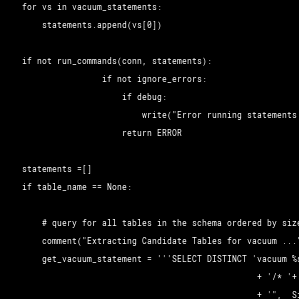 for vs in vacuum_statements:
statements.append(vs[0])
if not run_commands(conn, statements):
if not ignore_errors:
if debug:
write("Error running statements
return ERROR
statements =[]
if table_name == None:
# query for all tables in the schema ordered by size
comment("Extracting Candidate Tables for vacuum ..."
get_vacuum_statement = '''SELECT DISTINCT 'vacuum %s
+ '/* '+
+ '",